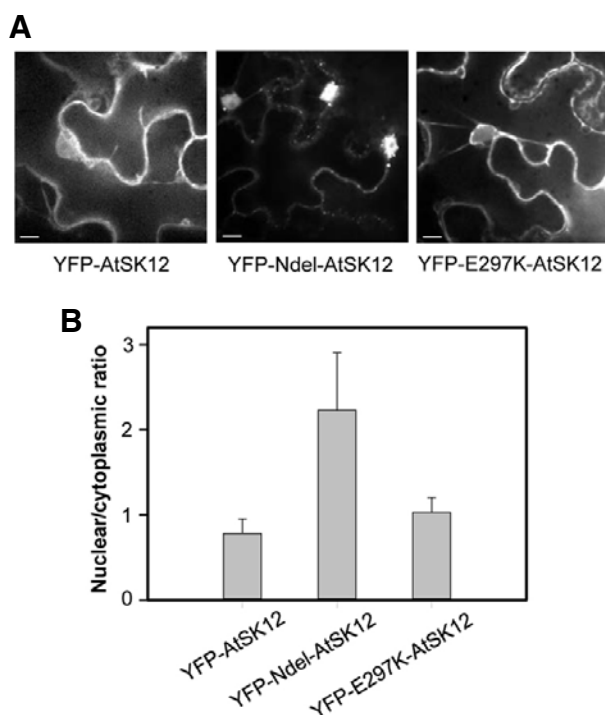 A
YFP-AtSK12
YFP-Ndel-AtSK12
YFP-E297K-AtSK12
B
Nuclear/cytoplasmic ratio
3
2
1
0
YFP-AtSK12
YFP-Ndel-AtSK12
YFP-E297K-AtSK12